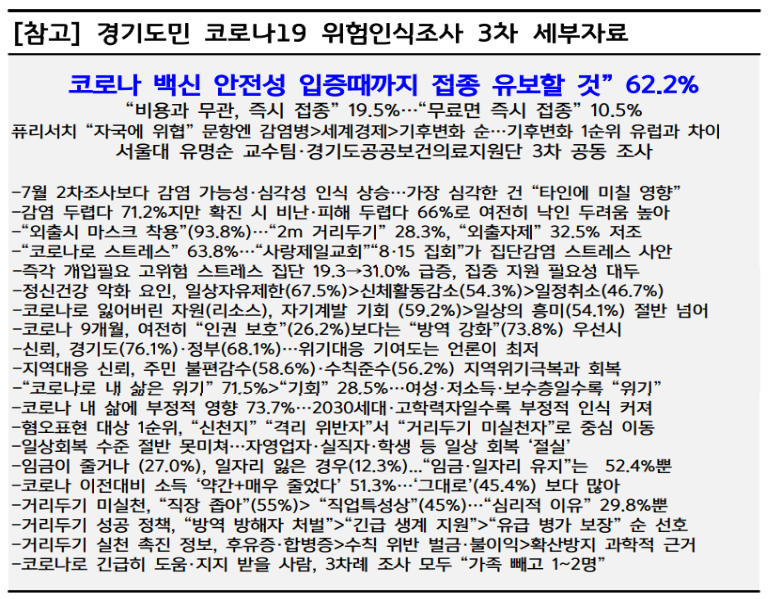 [참고] 경기도민 코로나19 위험인식조사 3차 세부자료
코로나 백신 안전성 입증때까지 접종 유보할 것” 62.2%
“비용과 무관, 즉시 접종” 19.5%…“무료면 즉시 접종” 10.5%
퓨리서치 “자국에 위협” 문항엔 감염병>세계경제>기후변화 순…기후변화 1순위 유럽과 차이
서울대 유명순 교수팀·경기도공공보건의료지원단 3차 공동 조사
-7월 2차조사보다 감염 가능성·심각성 인식 상승…가장 심각한 건 “타인에 미칠 영향”
-감염 두렵다 71.2%지만 확진 시 비난·피해 두렵다 66%로 여전히 낙인 두려움 높아
-“외출시 마스크 착용”(93.8%)…“2m 거리두기” 28.3%, “외출자제” 32.5% 저조
-“코로나로 스트레스” 63.8%…“사랑제일교회”“8·15 집회”가 집단감염 스트레스 사안
-즉각 개입필요 고위험 스트레스 집단 19.3→31.0% 급증, 집중 지원 필요성 대두
-정신건강 악화 요인, 일상자유제한(67.5%)>신체활동감소(54.3%)>일정취소(46.7%)
-코로나로 잃어버린 자원(리소스), 자기계발 기회 (59.2%)>일상의 흥미(54.1%) 절반 넘어
-코로나 9개월, 여전히 “인권 보호”(26.2%)보다는 “방역 강화”(73.8%) 우선시
-신뢰, 경기도(76.1%)·정부(68.1%)…위기대응 기여도는 언론이 최저
-지역대응 신뢰, 주민 불편감수(58.6%)·수칙준수(56.2%) 지역위기극복과 회복
-“코로나로 내 삶은 위기” 71.5%>“기회” 28.5%…여성·저소득·보수층일수록 “위기”
-코로나 내 삶에 부정적 영향 73.7%…2030세대·고학력자일수록 부정적 인식 커져
-혐오표현 대상 1순위, “신천지” “격리 위반자”서 “거리두기 미실천자”로 중심 이동
-일상회복 수준 절반 못미쳐…자영업자·실직자·학생 등 일상 회복 ‘절실’
-임금이 줄거나 (27.0%), 일자리 잃은 경우(12.3%)…“임금·일자리 유지”는 52.4%뿐
-코로나 이전대비 소득 ‘약간+매우 줄었다’ 51.3%…‘그대로’(45.4%) 보다 많아
-거리두기 미실천, “직장 좁아”(55%)> “직업특성상”(45%)…“심리적 이유” 29.8%뿐
-거리두기 성공 정책, “방역 방해자 처벌”>“긴급 생계 지원”>“유급 병가 보장” 순 선호
-거리두기 실천 촉진 정보, 후유증·합병증>수칙 위반 벌금·불이익>확산방지 과학적 근거
-코로나로 긴급히 도움·지지 받을 사람, 3차례 조사 모두 “가족 빼고 1~2명”